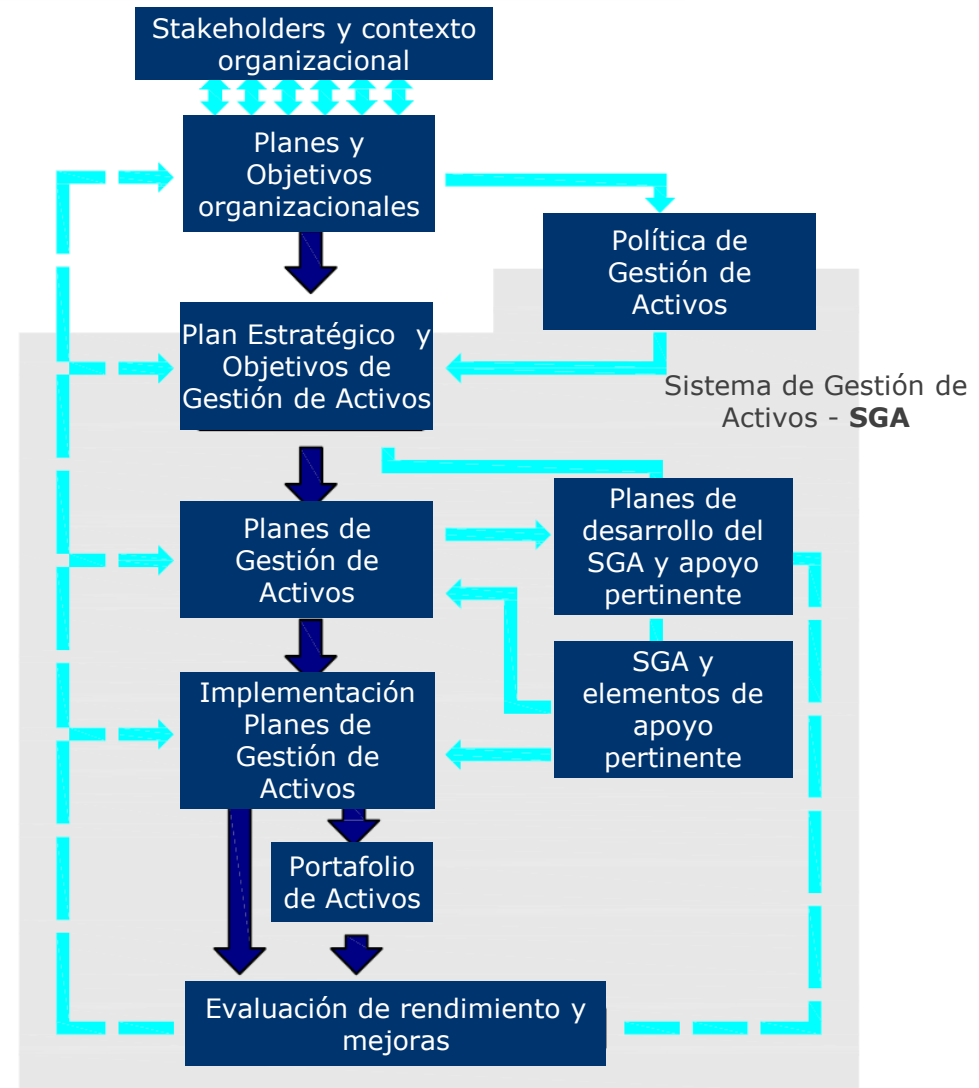 Stakeholders y contexto
organizacional
Planes y
Objetivos
organizacionales
Política de
Gestión de
Activos
Plan Estratégico y
Objetivos de
Gestión de Activos
Sistema de Gestión de
Activos - SGA
Planes de
Gestión de
Activos
Planes de
desarrollo del
SGA y apoyo
pertinente
SGA y
elementos de
apoyo
pertinente
Implementación
Planes de
Gestión de
Activos
Portafolio
de Activos
Evaluación de rendimiento y
mejoras